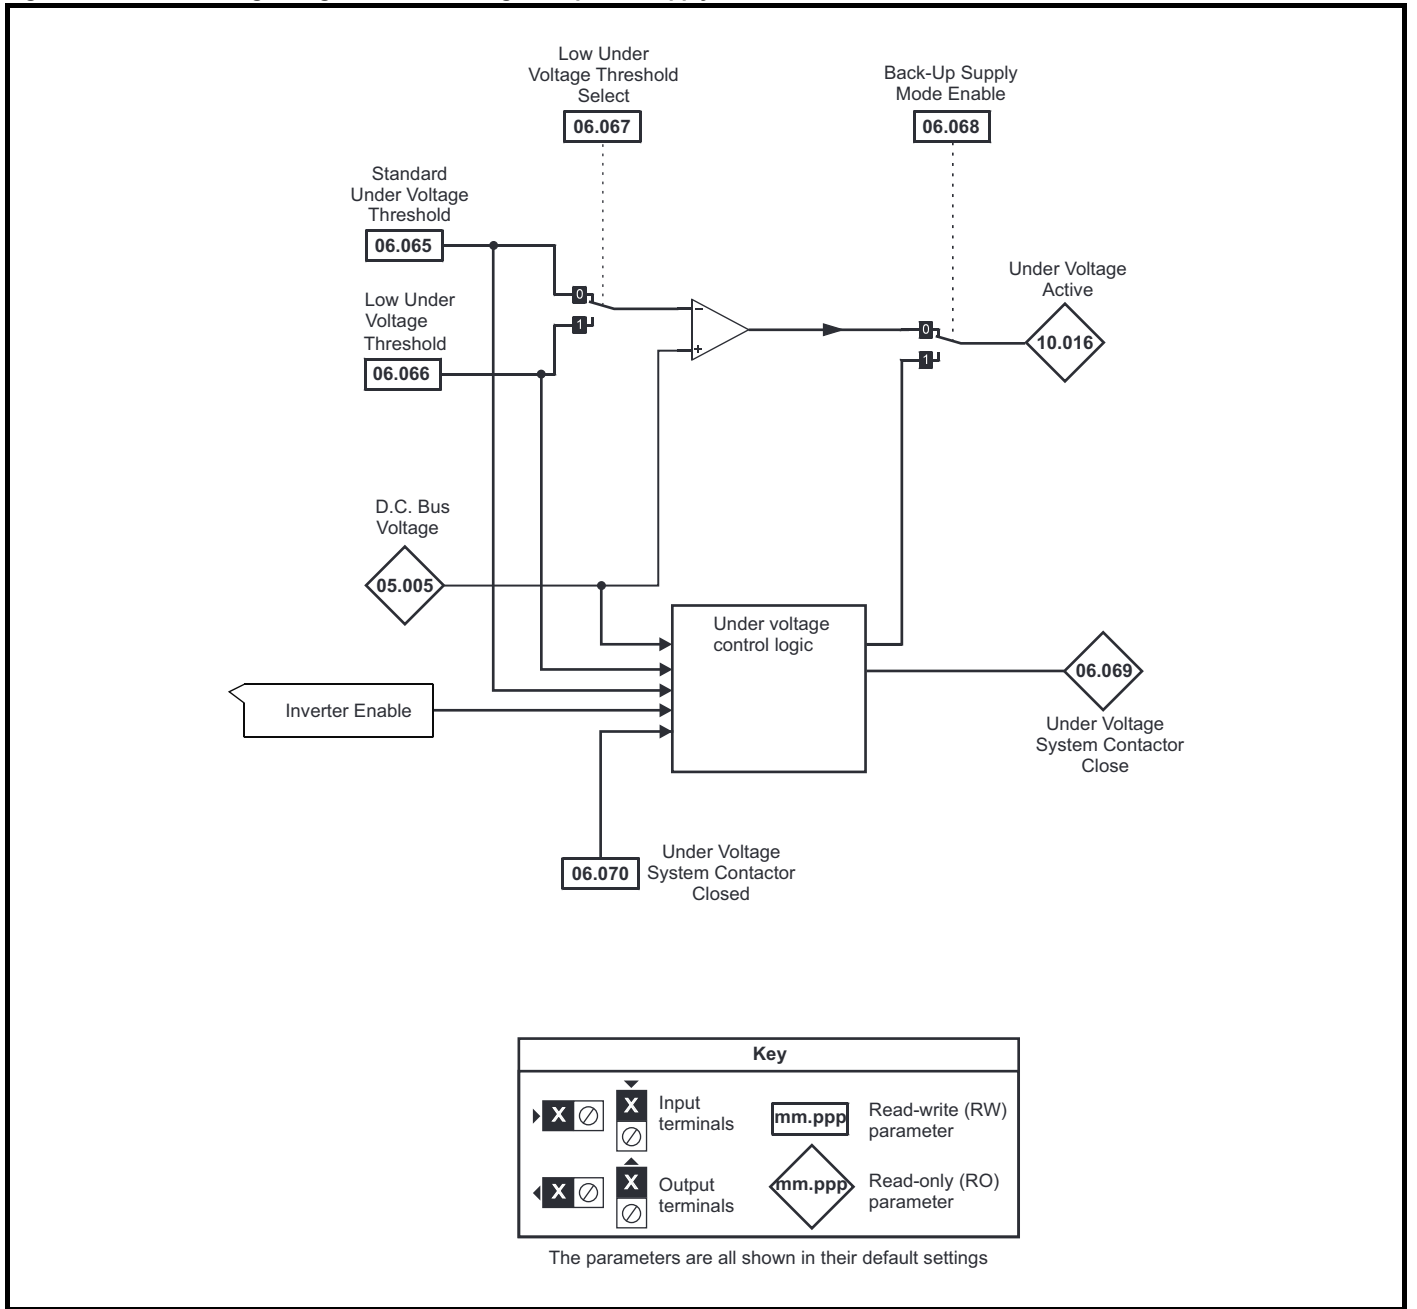 Low Under
Voltage Threshold
Select
06.067
Back-Up Supply
Mode Enable
06.068
Standard
Under Voltage
Threshold
06.065
Low Under
Voltage
Threshold
06.066
0
1
−
+
0
1
Under Voltage
Active
10.016
D.C. Bus
Voltage
05.005
Under voltage
control logic
Inverter Enable
06.069
Under Voltage
System Contactor
Close
06.070
Under Voltage
System Contactor
Closed
Key
X
X
Input
terminals
mm.ppp
Read-write (RW)
parameter
X
X
Output
terminals
mm.ppp
Read-only (RO)
parameter
The parameters are all shown in their default settings